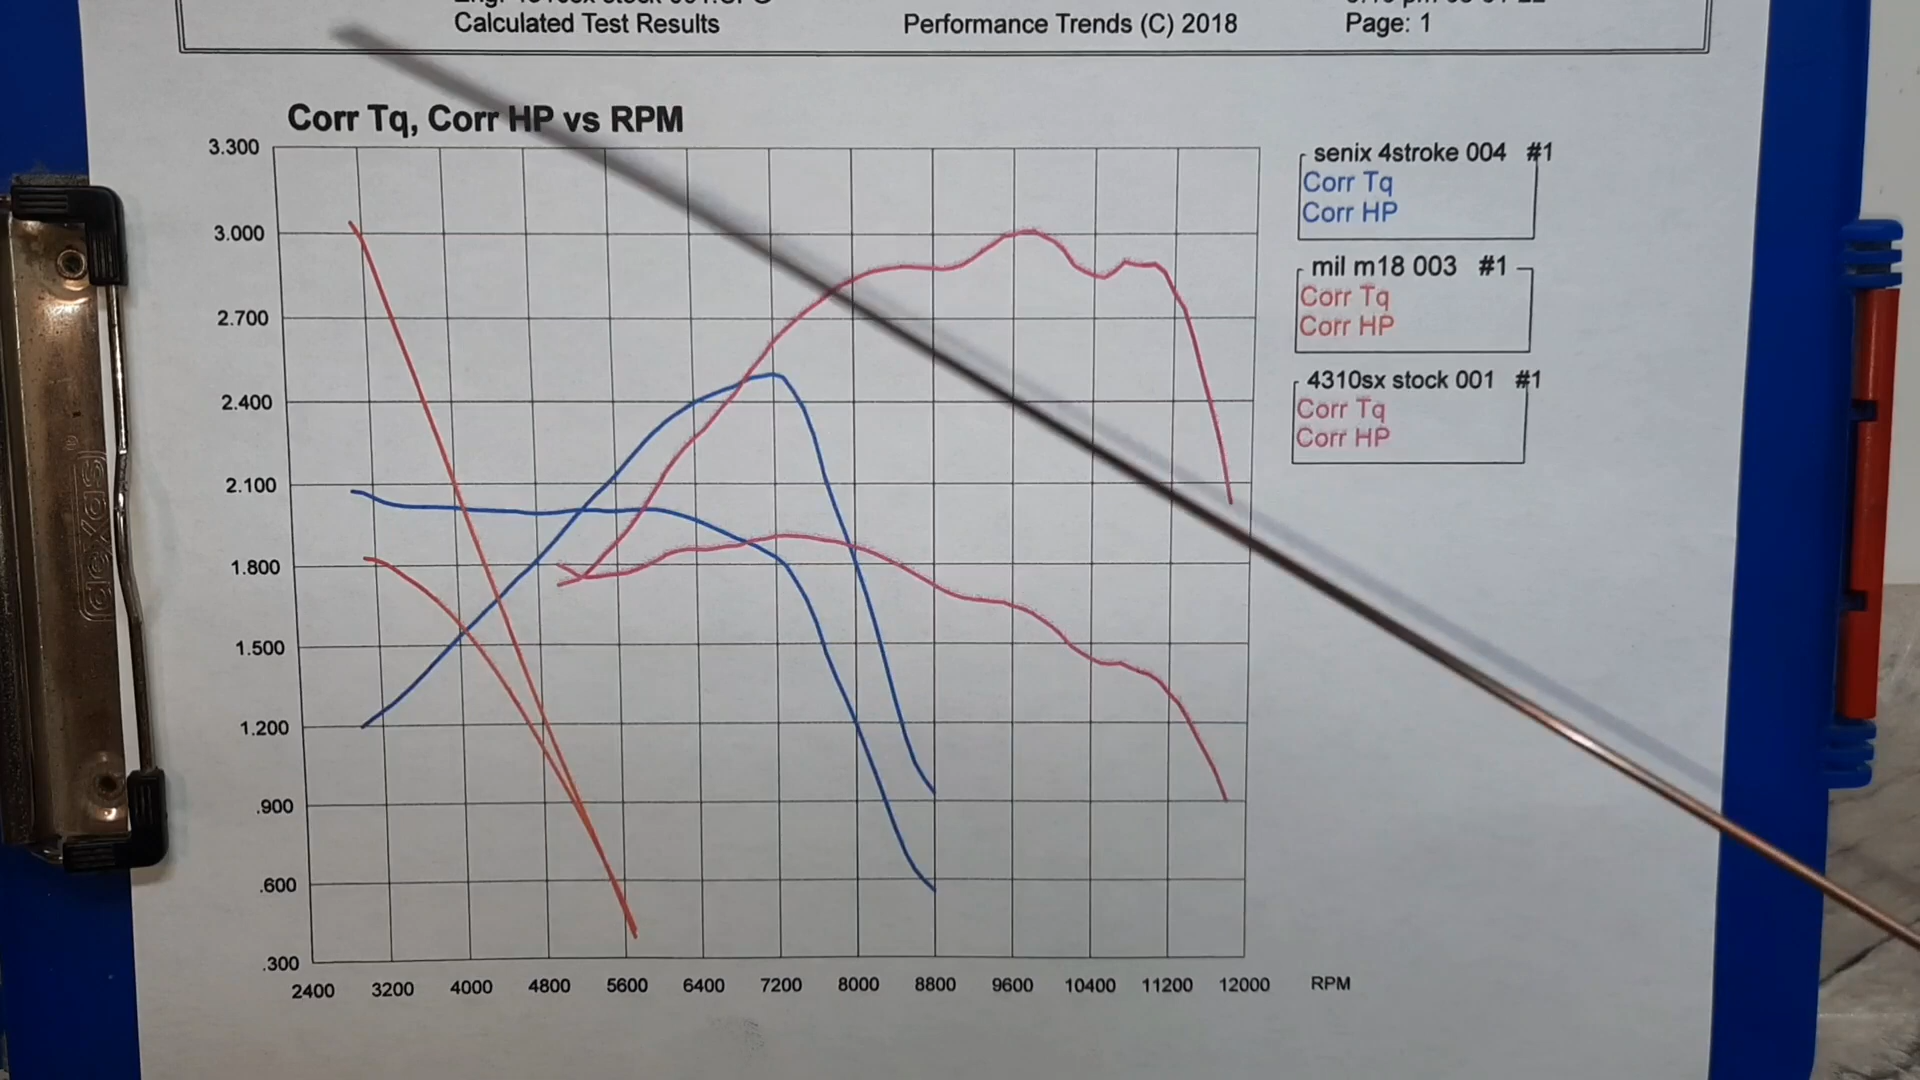 Calculated Test Results Performance Trends (C) 2018 Page: 1
Corr Tq, Corr HP vs RPM
3.300
3.000
2.700
2.400
2.100
1.800
1.500
1.200
.900
.600
.300
2400 3200 4000 4800 5600 6400 7200 8000 8800 9600 10400 11200 12000 RPM
senix 4stroke 004 #1
Corr Tq
Corr HP
mil m18 003 #1
Corr Tq
Corr HP
4310sx stock 001 #1
Corr Tq
Corr HP
dexas